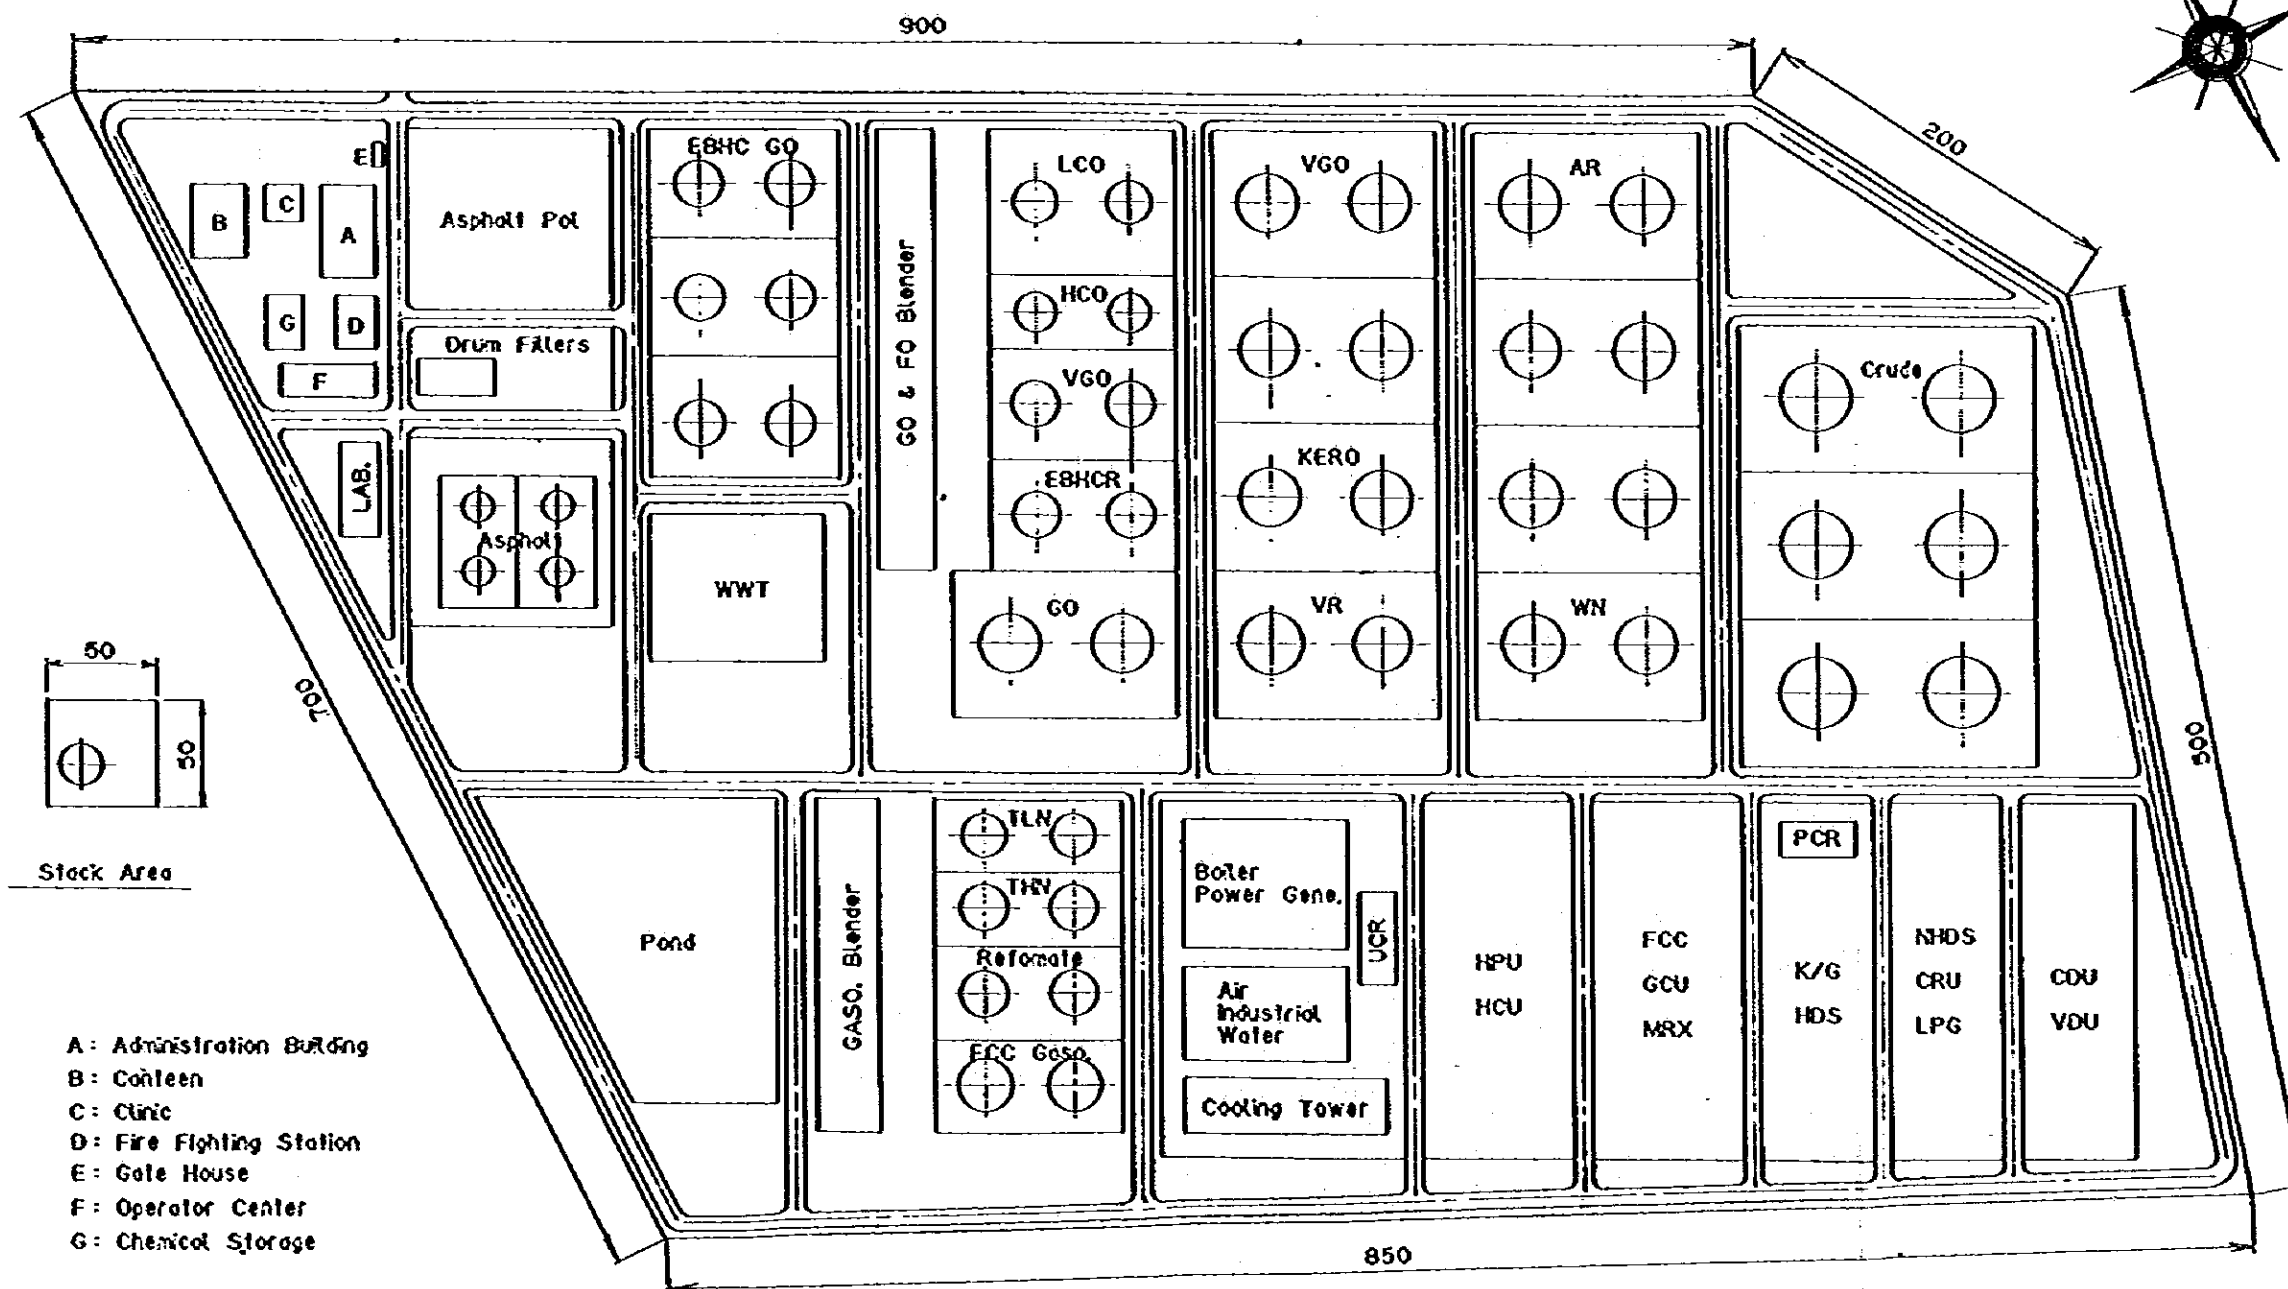 900
200
EBHC GO
LCO
VGO
AR
E
B
C
A
Asphalt Pol
GO & FO Blender
HCO
G
D
Drum Fillers
F
VGO
Crude
LAB.
Asphalt
KERO
EBHCR
WWT
GO
VR
WN
50
50
700
500
Stack Area
TLN
THN
Refomate
FCC Gaso.
GASO. Blender
Pond
Boiler
Power Gene.
UCR
Air
Industrial
Water
Cooling Tower
HPU
HCU
FCC
GCU
MRX
PCR
K/G
HDS
NHDS
CRU
LPG
CDU
VDU
A : Administration Building
B : Canteen
C : Clinic
D : Fire Fighting Station
E : Gate House
F : Operator Center
G : Chemical Storage
850